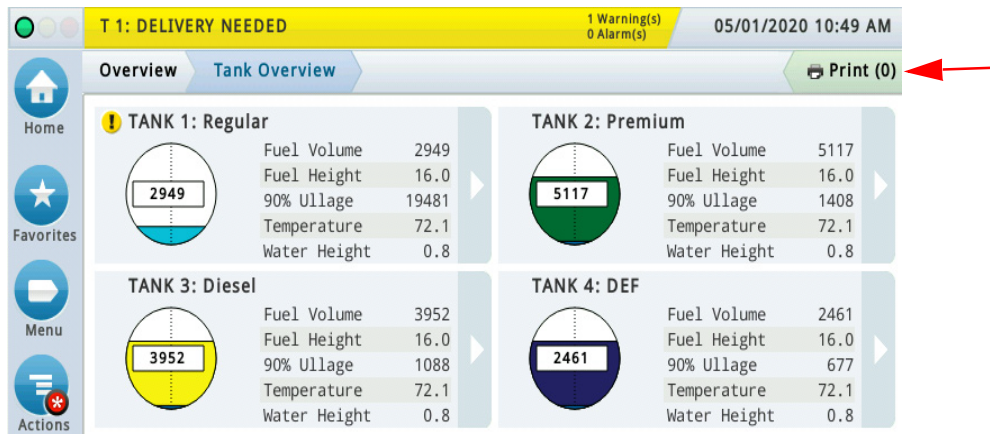 T 1: DELIVERY NEEDED
1 Warning(s)
0 Alarm(s)
05/01/2020 10:49 AM
Overview Tank Overview Print (0)
Home
Favorites
Menu
Actions
TANK 1: Regular
2949
Fuel Volume 2949
Fuel Height 16.0
90% Ullage 19481
Temperature 72.1
Water Height 0.8
TANK 2: Premium
5117
Fuel Volume 5117
Fuel Height 16.0
90% Ullage 1408
Temperature 72.1
Water Height 0.8
TANK 3: Diesel
3952
Fuel Volume 3952
Fuel Height 16.0
90% Ullage 1088
Temperature 72.1
Water Height 0.8
TANK 4: DEF
2461
Fuel Volume 2461
Fuel Height 16.0
90% Ullage 677
Temperature 72.1
Water Height 0.8